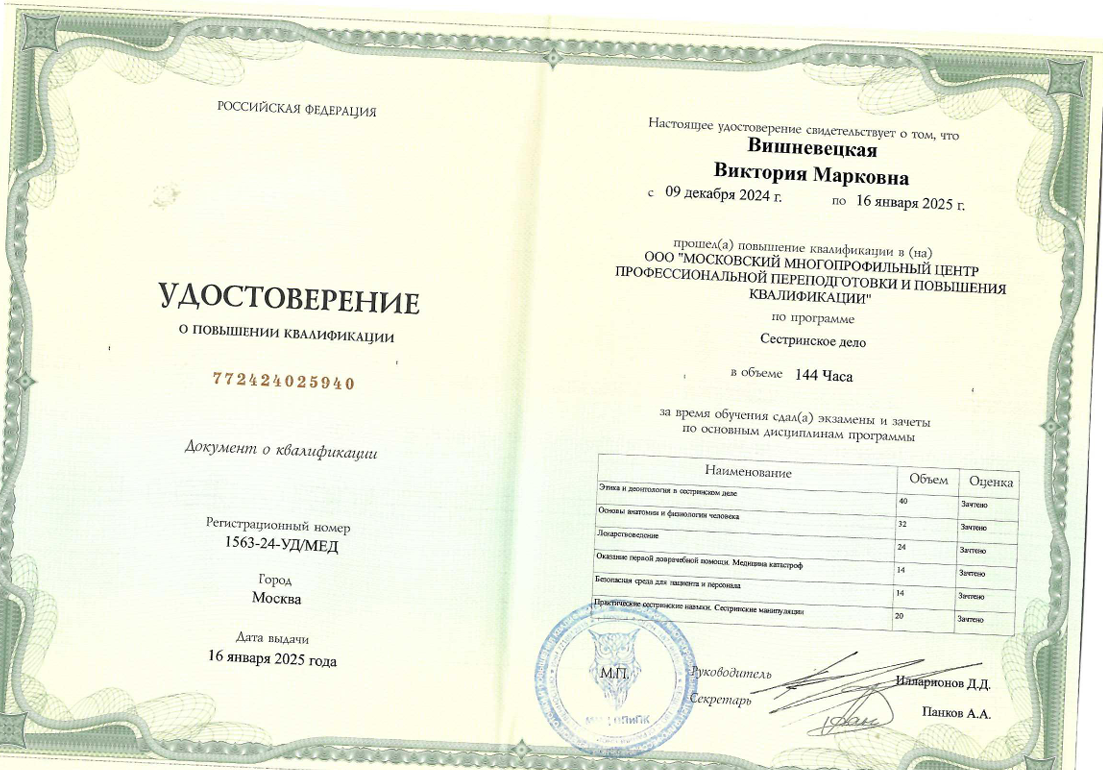 РОССИЙСКАЯ ФЕДЕРАЦИЯ
УДОСТОВЕРЕНИЕ
О ПОВЫШЕНИИ КВАЛИФИКАЦИИ
772424025940
Документ о квалификации
Регистрационный номер
1563-24-УД/МЕД
Город
Москва
Дата выдачи
16 января 2025 года
Настоящее удостоверение свидетельствует о том, что
Вишневецкая
Виктория Марковна
с 09 декабря 2024 г. по 16 января 2025 г.
прошел(а) повышение квалификации в (на)
ООО "МОСКОВСКИЙ МНОГОПРОФИЛЬНЫЙ ЦЕНТР
ПРОФЕССИОНАЛЬНОЙ ПЕРЕПОДГОТОВКИ И ПОВЫШЕНИЯ
КВАЛИФИКАЦИИ"
по программе
Сестринское дело
в объеме 144 Часа
за время обучения сдал(а) экзамены и зачеты
по основным дисциплинам программы
Наименование Объем Оценка
Этика и деонтология в сестринском деле 40 Зачтено
Основы анатомии и физиологии человека 32 Зачтено
Лекарствоведение 24 Зачтено
Оказание первой доврачебной помощи. Медицина катастроф 14 Зачтено
Безопасная среда для пациента и персонала 14 Зачтено
Практические сестринские навыки. Сестринские манипуляции 20 Зачтено
М.П.
Руководитель Илларионов Д.Д.
Секретарь Панков А.А.